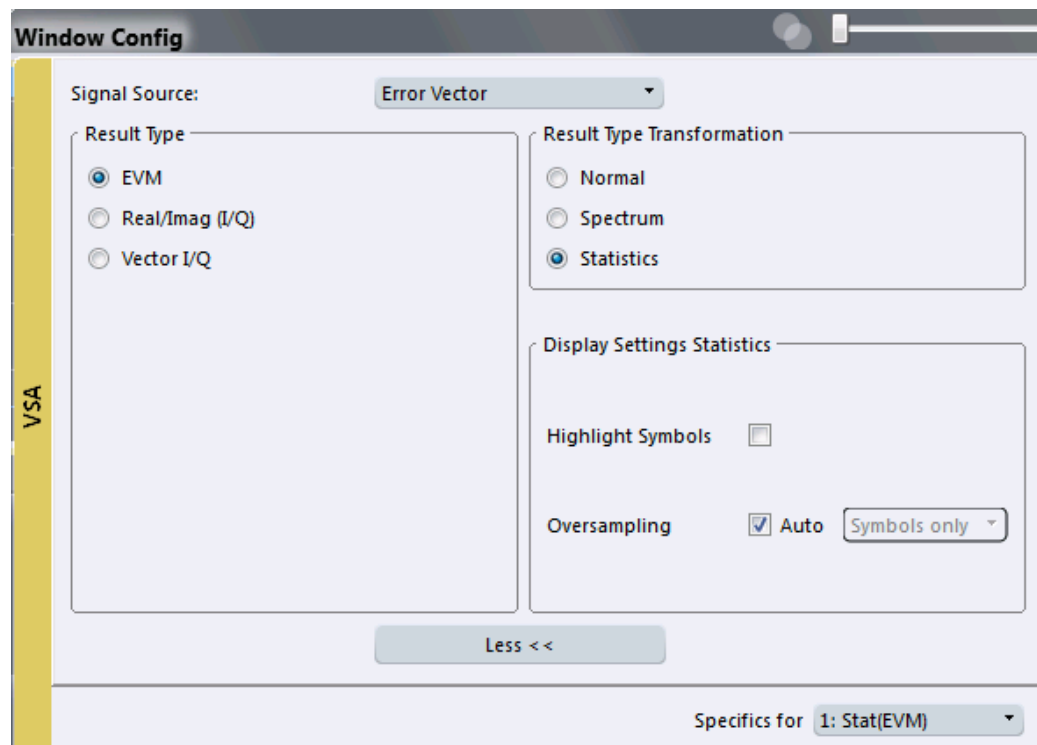 Window Config
VSA
Signal Source: Error Vector
Result Type
EVM
Real/Imag (I/Q)
Vector I/Q
Result Type Transformation
Normal
Spectrum
Statistics
Display Settings Statistics
Highlight Symbols
Oversampling Auto Symbols only
Less <<
Specifics for 1: Stat(EVM)